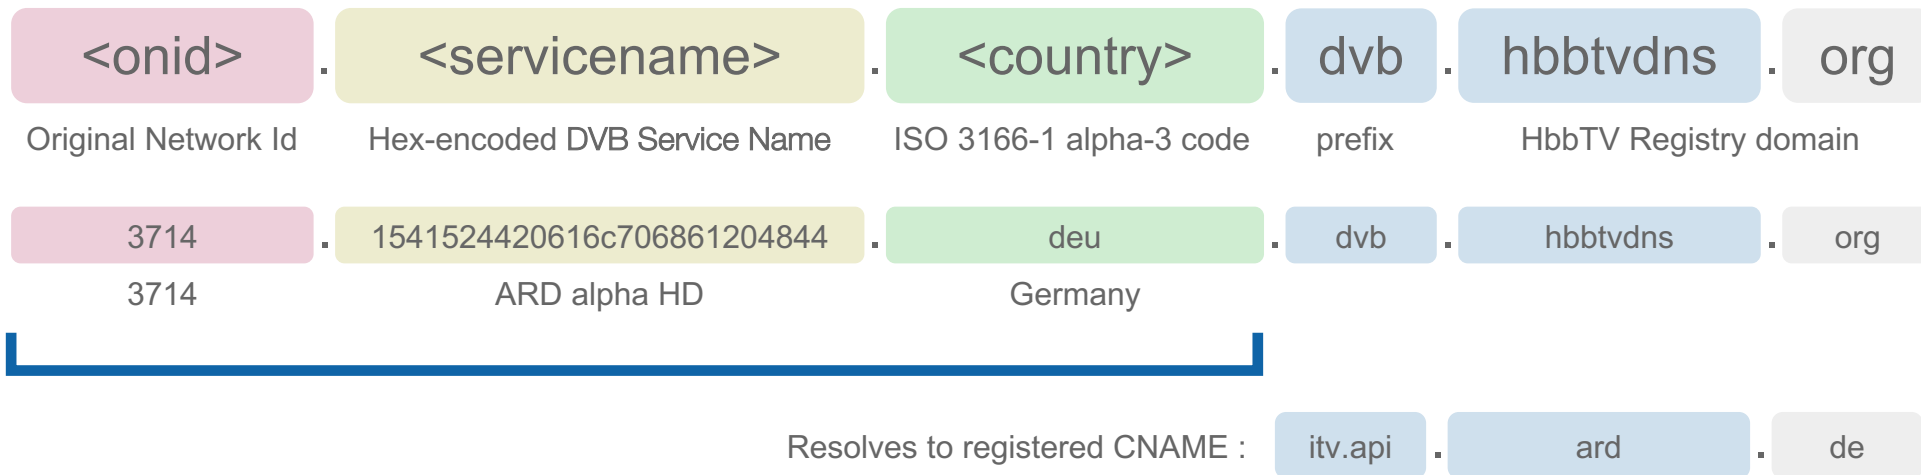 <onid> . <servicename> . <country> . dvb . hbbtvdns . org
Original Network Id Hex-encoded DVB Service Name ISO 3166-1 alpha-3 code prefix HbbTV Registry domain
3714 . 1541524420616c706861204844 . deu . dvb . hbbtvdns . org
3714 ARD alpha HD Germany
Resolves to registered CNAME : itv.api . ard . de